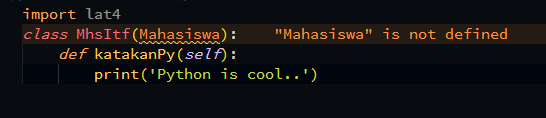 import lat4
class MhsItf(Mahasiswa): "Mahasiswa" is not defined
def katakanPy(self):
print('Python is cool..')